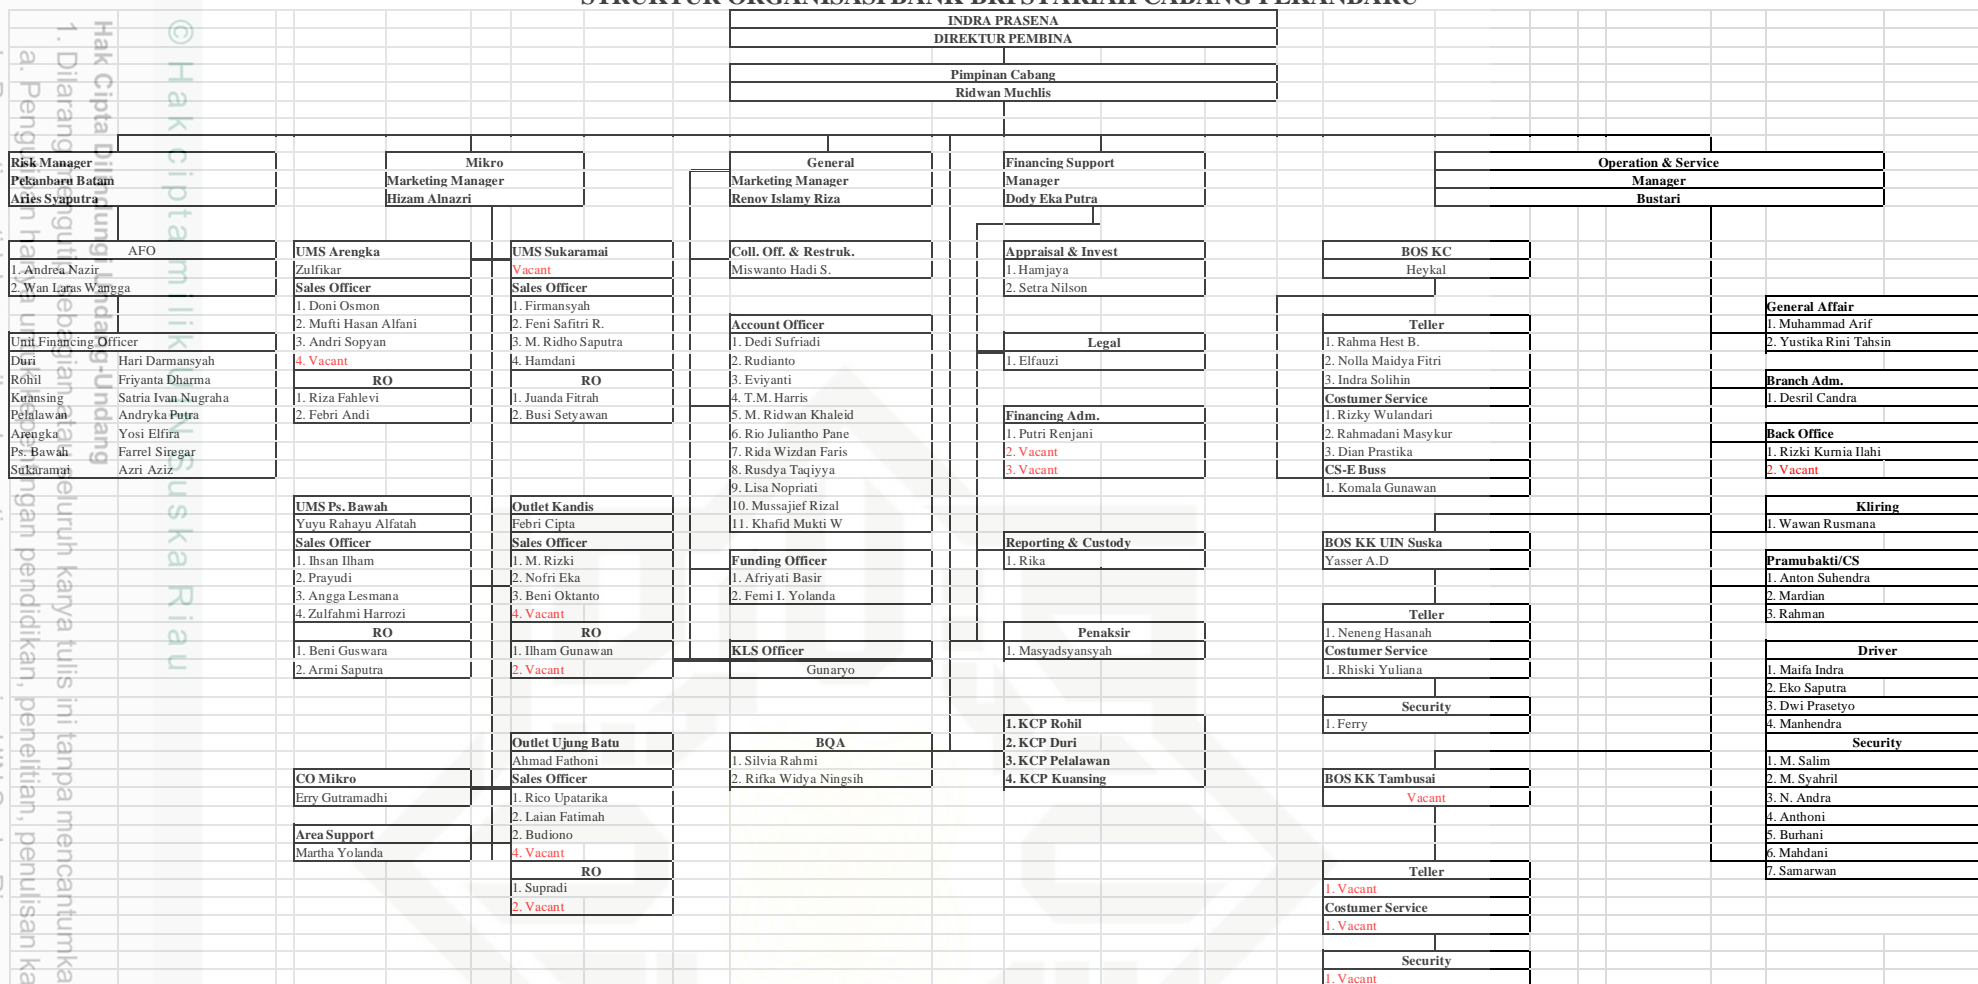 STRUKTUR ORGANISASI BANK BRI SYARIAH CABANG PEKANBARU
INDRA PRASENA
DIREKTUR PEMBINA
Pimpinan Cabang
Ridwan Muchlis
Risk Manager
Pekanbaru Batam
Aries Syaputra
AFO
1. Andrea Nazir
2. Wan Laras Wangga
Unit Financing Officer
Duri Hari Darmansyah
Rohil Friyanta Dharma
Kuansing Satria Ivan Nugraha
Pelalawan Andryka Putra
Arengka Yosi Elfira
Ps. Bawah Farrel Siregar
Sukaramai Azri Aziz
Mikro
Marketing Manager
Hizam Alnazri
UMS Arengka
Zulfikar
Sales Officer
1. Doni Osmon
2. Mufti Hasan Alfani
3. Andri Sopyan
4. Vacant
RO
1. Riza Fahlevi
2. Febri Andi
UMS Sukaramai
Vacant
Sales Officer
1. Firmansyah
2. Feni Safitri R.
3. M. Ridho Saputra
4. Hamdani
RO
1. Juanda Fitrah
2. Busi Setyawan
UMS Ps. Bawah
Yuyu Rahayu Alfatah
Sales Officer
1. Ihsan Ilham
2. Prayudi
3. Angga Lesmana
4. Zulfahmi Harrozi
RO
1. Beni Guswara
2. Armi Saputra
Outlet Kandis
Febri Cipta
Sales Officer
1. M. Rizki
2. Nofri Eka
3. Beni Oktanto
4. Vacant
RO
1. Ilham Gunawan
2. Vacant
CO Mikro
Erry Gutramadhi
Area Support
Martha Yolanda
Outlet Ujung Batu
Ahmad Fathoni
Sales Officer
1. Rico Upatarika
2. Laian Fatimah
2. Budiono
4. Vacant
RO
1. Supradi
2. Vacant
General
Marketing Manager
Renov Islamy Riza
Coll. Off. & Restruk.
Miswanto Hadi S.
Account Officer
1. Dedi Sufriadi
2. Rudianto
3. Eviyanti
4. T.M. Harris
5. M. Ridwan Khaleid
6. Rio Juliantho Pane
7. Rida Wizdan Faris
8. Rusdya Taqiyya
9. Lisa Nopriati
10. Mussajief Rizal
11. Khafid Mukti W
Funding Officer
1. Afriyati Basir
2. Femi I. Yolanda
KLS Officer
Gunaryo
BQA
1. Silvia Rahmi
2. Rifka Widya Ningsih
Financing Support
Manager
Dody Eka Putra
Appraisal & Invest
1. Hamjaya
2. Setra Nilson
Legal
1. Elfauzi
Financing Adm.
1. Putri Renjani
2. Vacant
3. Vacant
Reporting & Custody
1. Rika
Penaksir
1. Masyadsyansyah
1. KCP Rohil
2. KCP Duri
3. KCP Pelalawan
4. KCP Kuansing
Operation & Service
Manager
Bustari
BOS KC
Heykal
Teller
1. Rahma Hest B.
2. Nolla Maidya Fitri
3. Indra Solihin
Costumer Service
1. Rizky Wulandari
2. Rahmadani Masykur
3. Dian Prastika
CS-E Buss
1. Komala Gunawan
BOS KK UIN Suska
Yasser A.D
Teller
1. Neneng Hasanah
Costumer Service
1. Rhiski Yuliana
Security
1. Ferry
BOS KK Tambusai
Vacant
Teller
1. Vacant
Costumer Service
1. Vacant
Security
1. Vacant
General Affair
1. Muhammad Arif
2. Yustika Rini Tahsin
Branch Adm.
1. Desril Candra
Back Office
1. Rizki Kurnia Ilahi
2. Vacant
Kliring
1. Wawan Rusmana
Pramubakti/CS
1. Anton Suhendra
2. Mardian
3. Rahman
Driver
1. Maifa Indra
2. Eko Saputra
3. Dwi Prasetyo
4. Manhendra
Security
1. M. Salim
2. M. Syahril
3. N. Andra
4. Anthoni
5. Burhani
6. Mahdani
7. Samarwan
© Hak cipta milik UIN Suska Riau
Hak Cipta Dilindungi Undang-Undang
1. Dilarang mengutip sebagian atau seluruh karya tulis ini tanpa mencantumka
a. Pengutipan hanya untuk kepentingan pendidikan, penelitian, penulisan ka